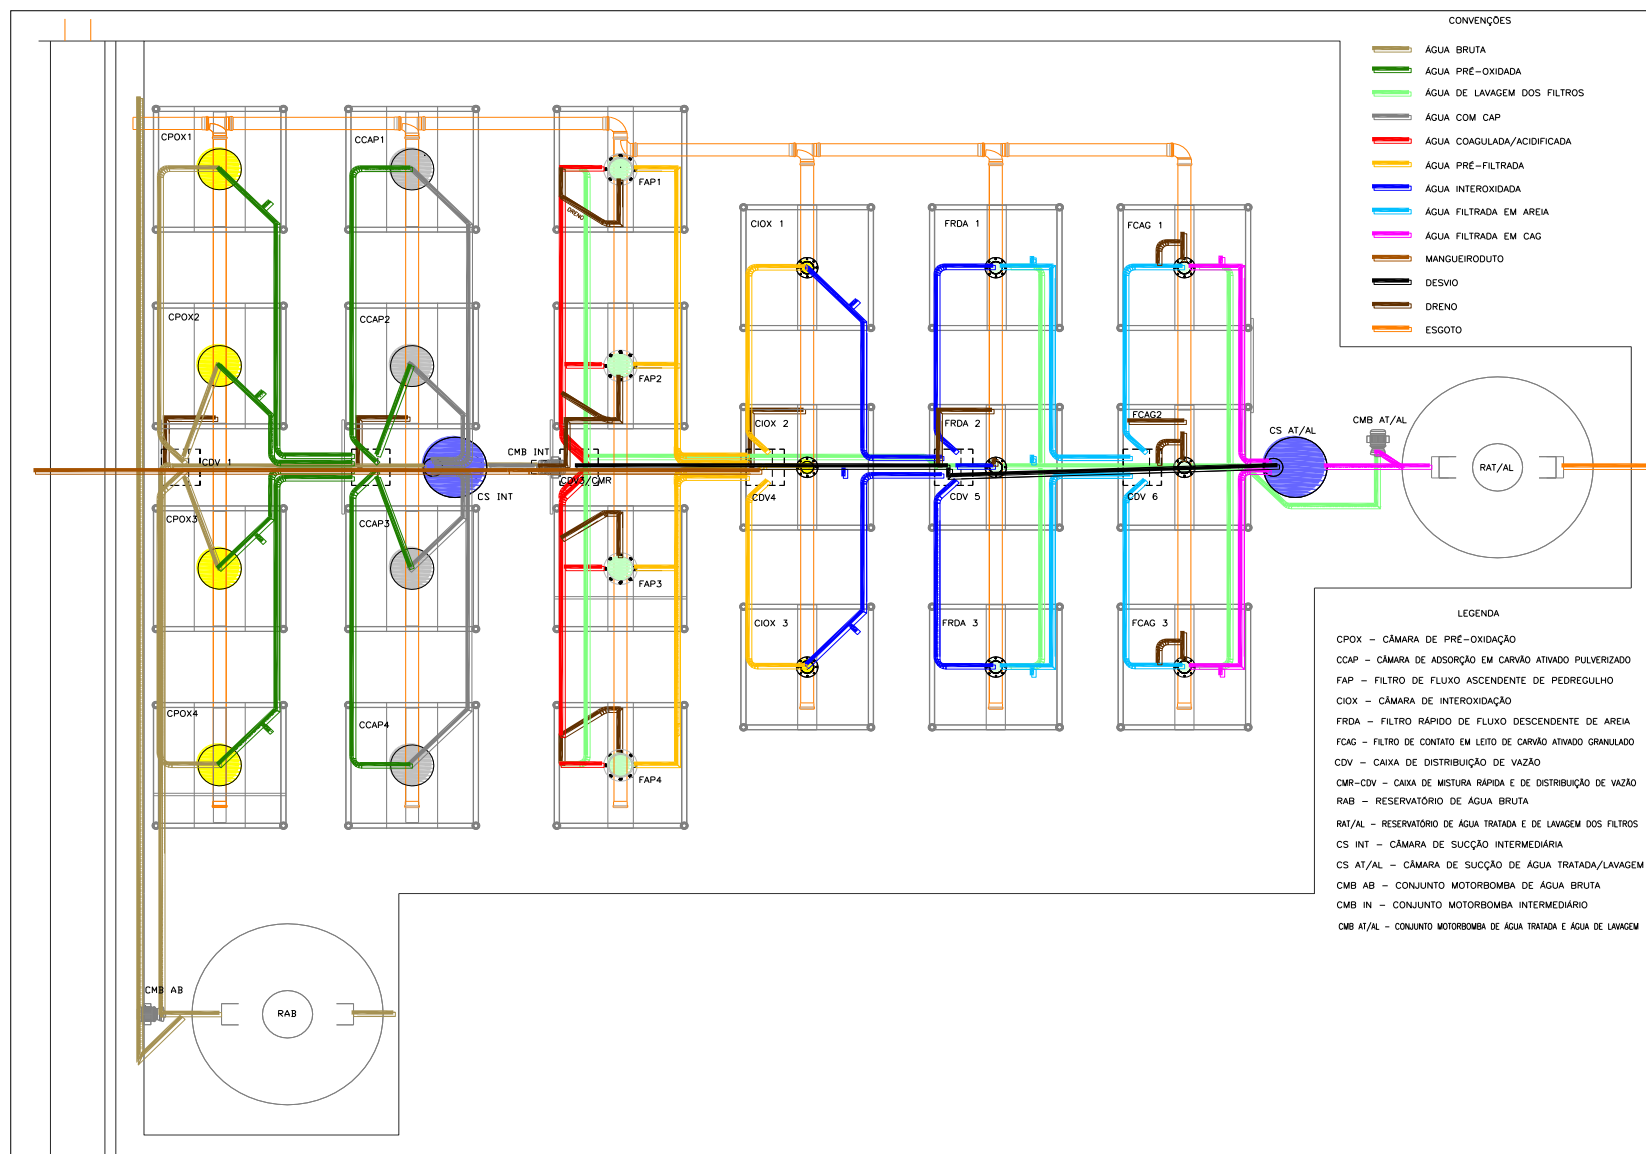 CONVENÇÕES
ÁGUA BRUTA
ÁGUA PRÉ-OXIDADA
ÁGUA DE LAVAGEM DOS FILTROS
ÁGUA COM CAP
ÁGUA COAGULADA/ACIDIFICADA
ÁGUA PRÉ-FILTRADA
ÁGUA INTEROXIDADA
ÁGUA FILTRADA EM AREIA
ÁGUA FILTRADA EM CAG
MANGUEIRODUTO
DESVIO
DRENO
ESGOTO
CPOX1
CCAP1
FAP1
DRENO
CIOX 1
FRDA 1
FCAG 1
CPOX2
CCAP2
FAP2
CIOX 2
FRDA 2
FCAG2
CS AT/AL
CMB AT/AL
CDV 1
CMB INT
CS INT
CDV3/CMR
CDV4
CDV 5
CDV 6
RAT/AL
CPOX3
CCAP3
FAP3
CIOX 3
FRDA 3
FCAG 3
CPOX4
CCAP4
FAP4
CMB AB
RAB
LEGENDA
CPOX - CÂMARA DE PRÉ-OXIDAÇÃO
CCAP - CÂMARA DE ADSORÇÃO EM CARVÃO ATIVADO PULVERIZADO
FAP - FILTRO DE FLUXO ASCENDENTE DE PEDREGULHO
CIOX - CÂMARA DE INTEROXIDAÇÃO
FRDA - FILTRO RÁPIDO DE FLUXO DESCENDENTE DE AREIA
FCAG - FILTRO DE CONTATO EM LEITO DE CARVÃO ATIVADO GRANULADO
CDV - CAIXA DE DISTRIBUIÇÃO DE VAZÃO
CMR-CDV - CAIXA DE MISTURA RÁPIDA E DE DISTRIBUIÇÃO DE VAZÃO
RAB - RESERVATÓRIO DE ÁGUA BRUTA
RAT/AL - RESERVATÓRIO DE ÁGUA TRATADA E DE LAVAGEM DOS FILTROS
CS INT - CÂMARA DE SUCÇÃO INTERMEDIÁRIA
CS AT/AL - CÂMARA DE SUCÇÃO DE ÁGUA TRATADA/LAVAGEM
CMB AB - CONJUNTO MOTORBOMBA DE ÁGUA BRUTA
CMB IN - CONJUNTO MOTORBOMBA INTERMEDIÁRIO
CMB AT/AL - CONJUNTO MOTORBOMBA DE ÁGUA TRATADA E ÁGUA DE LAVAGEM